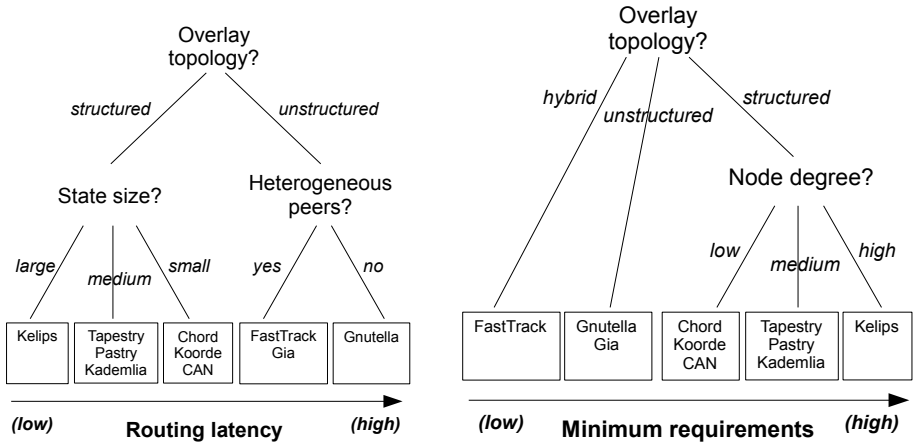 Overlay
topology?
structured
unstructured
State size?
Heterogeneous
peers?
large
medium
small
yes
no
Kelips
Tapestry
Pastry
Kademlia
Chord
Koorde
CAN
FastTrack
Gia
Gnutella
(low)
Routing latency
(high)
Overlay
topology?
hybrid
unstructured
structured
Node degree?
low
medium
high
FastTrack
Gnutella
Gia
Chord
Koorde
CAN
Tapestry
Pastry
Kademlia
Kelips
(low)
Minimum requirements
(high)